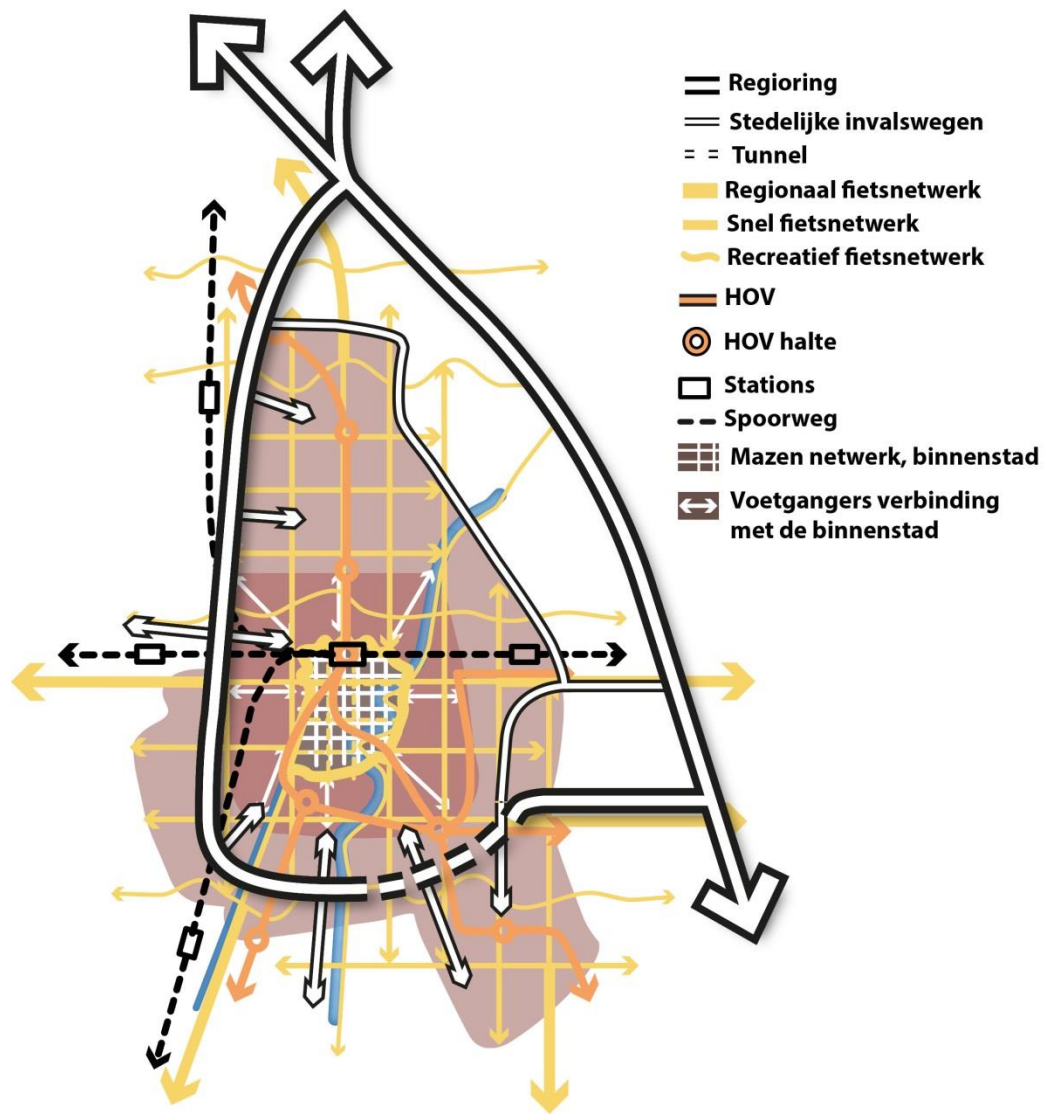 Regioring
Stedelijke invalswegen
Tunnel
Regionaal fietsnetwerk
Snel fietsnetwerk
Recreatief fietsnetwerk
HOV
HOV halte
Stations
Spoorweg
Mazen netwerk, binnenstad
Voetgangers verbinding
met de binnenstad